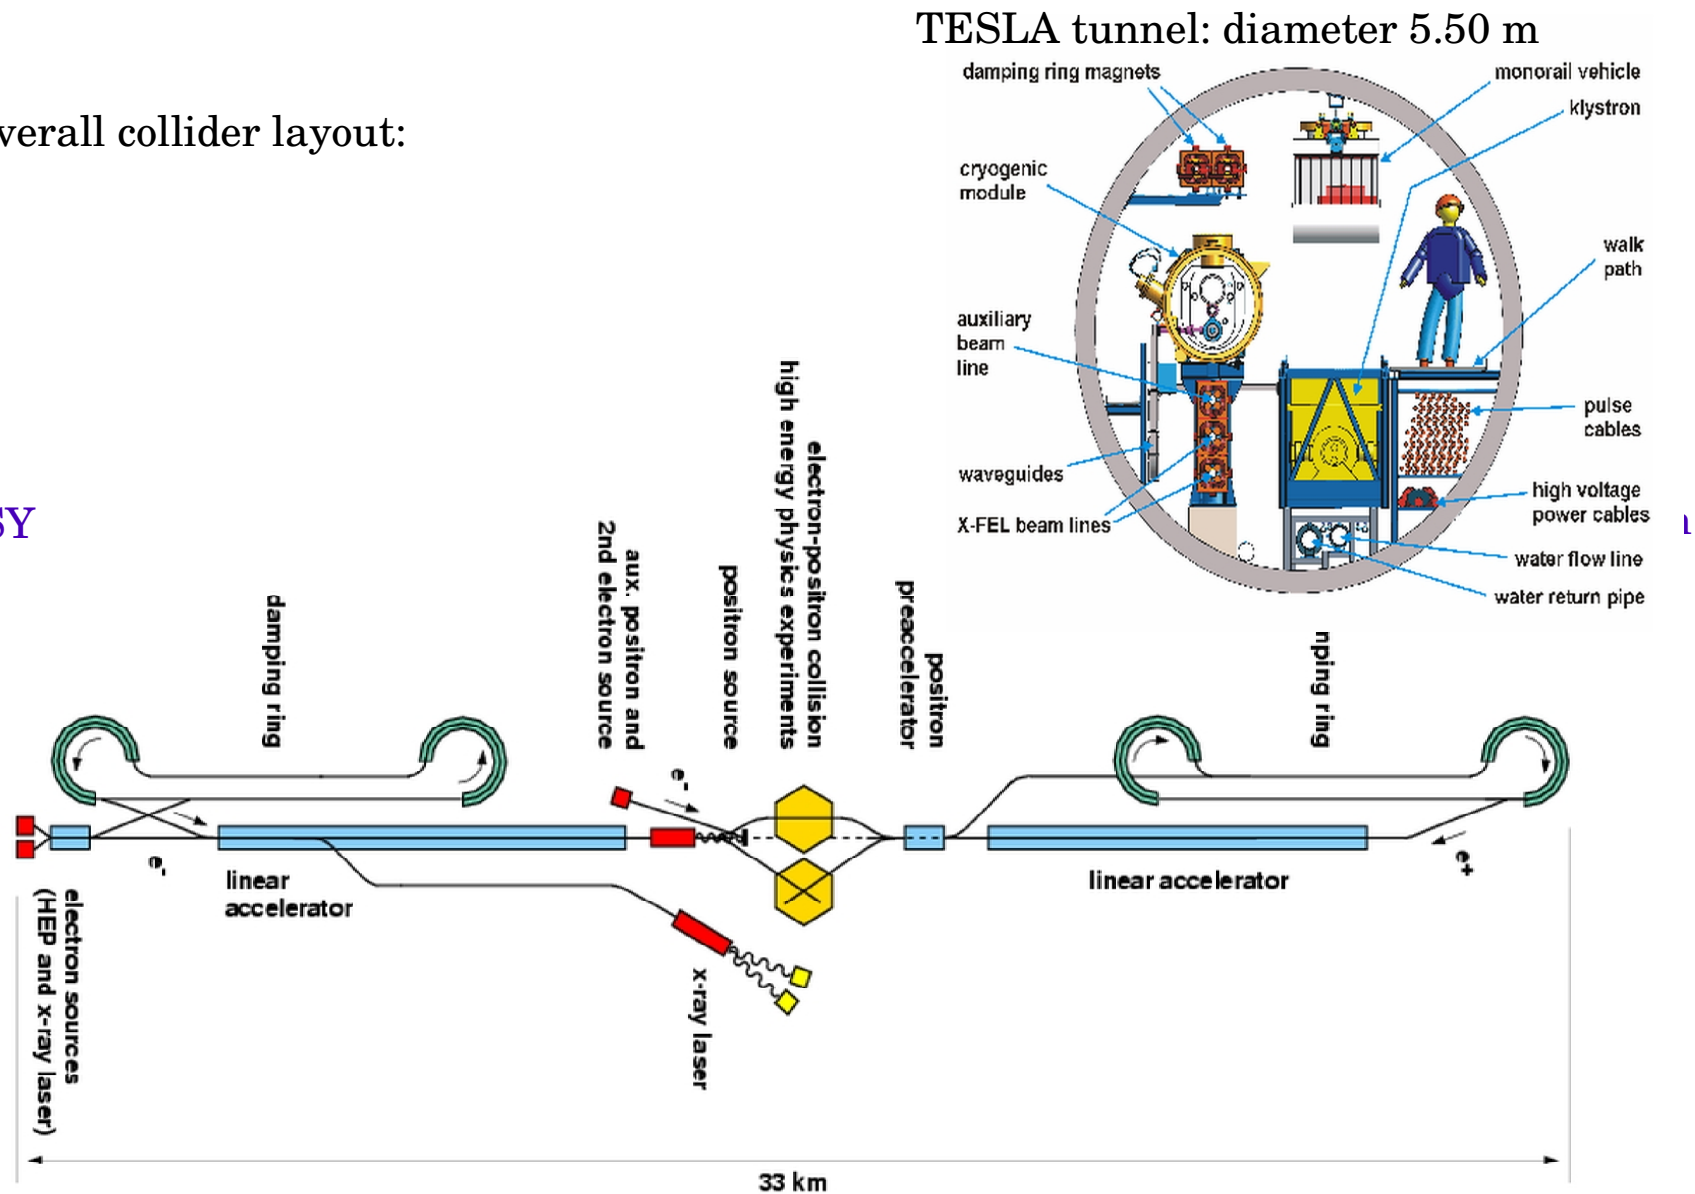 TESLA tunnel: diameter 5.50 m
verall collider layout:
damping ring magnets
monorail vehicle
klystron
cryogenic
module
walk
path
auxiliary
beam
line
pulse
cables
waveguides
high voltage
power cables
X-FEL beam lines
water flow line
water return pipe
SY
damping ring
aux. positron and
2nd electron source
positron source
electron-positron collision
high energy physics experiments
positron
preaccelerator
nping ring
e-
e-
e+
linear
accelerator
linear accelerator
electron sources
(HEP and x-ray laser)
x-ray laser
33 km